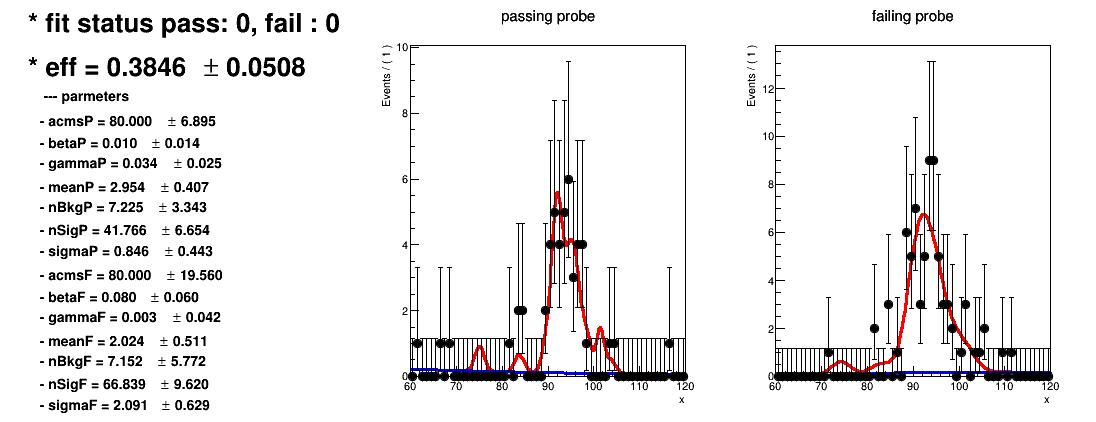 * fit status pass: 0, fail : 0
* eff = 0.3846 ± 0.0508
--- parmeters
- acmsP = 80.000 ± 6.895
- betaP = 0.010 ± 0.014
- gammaP = 0.034 ± 0.025
- meanP = 2.954 ± 0.407
- nBkgP = 7.225 ± 3.343
- nSigP = 41.766 ± 6.654
- sigmaP = 0.846 ± 0.443
- acmsF = 80.000 ± 19.560
- betaF = 0.080 ± 0.060
- gammaF = 0.003 ± 0.042
- meanF = 2.024 ± 0.511
- nBkgF = 7.152 ± 5.772
- nSigF = 66.839 ± 9.620
- sigmaF = 2.091 ± 0.629
passing probe
Events / ( 1 )
10
8
6
4
2
0
60 70 80 90 100 110 120
x
failing probe
Events / ( 1 )
12
10
8
6
4
2
0
60 70 80 90 100 110 120
x